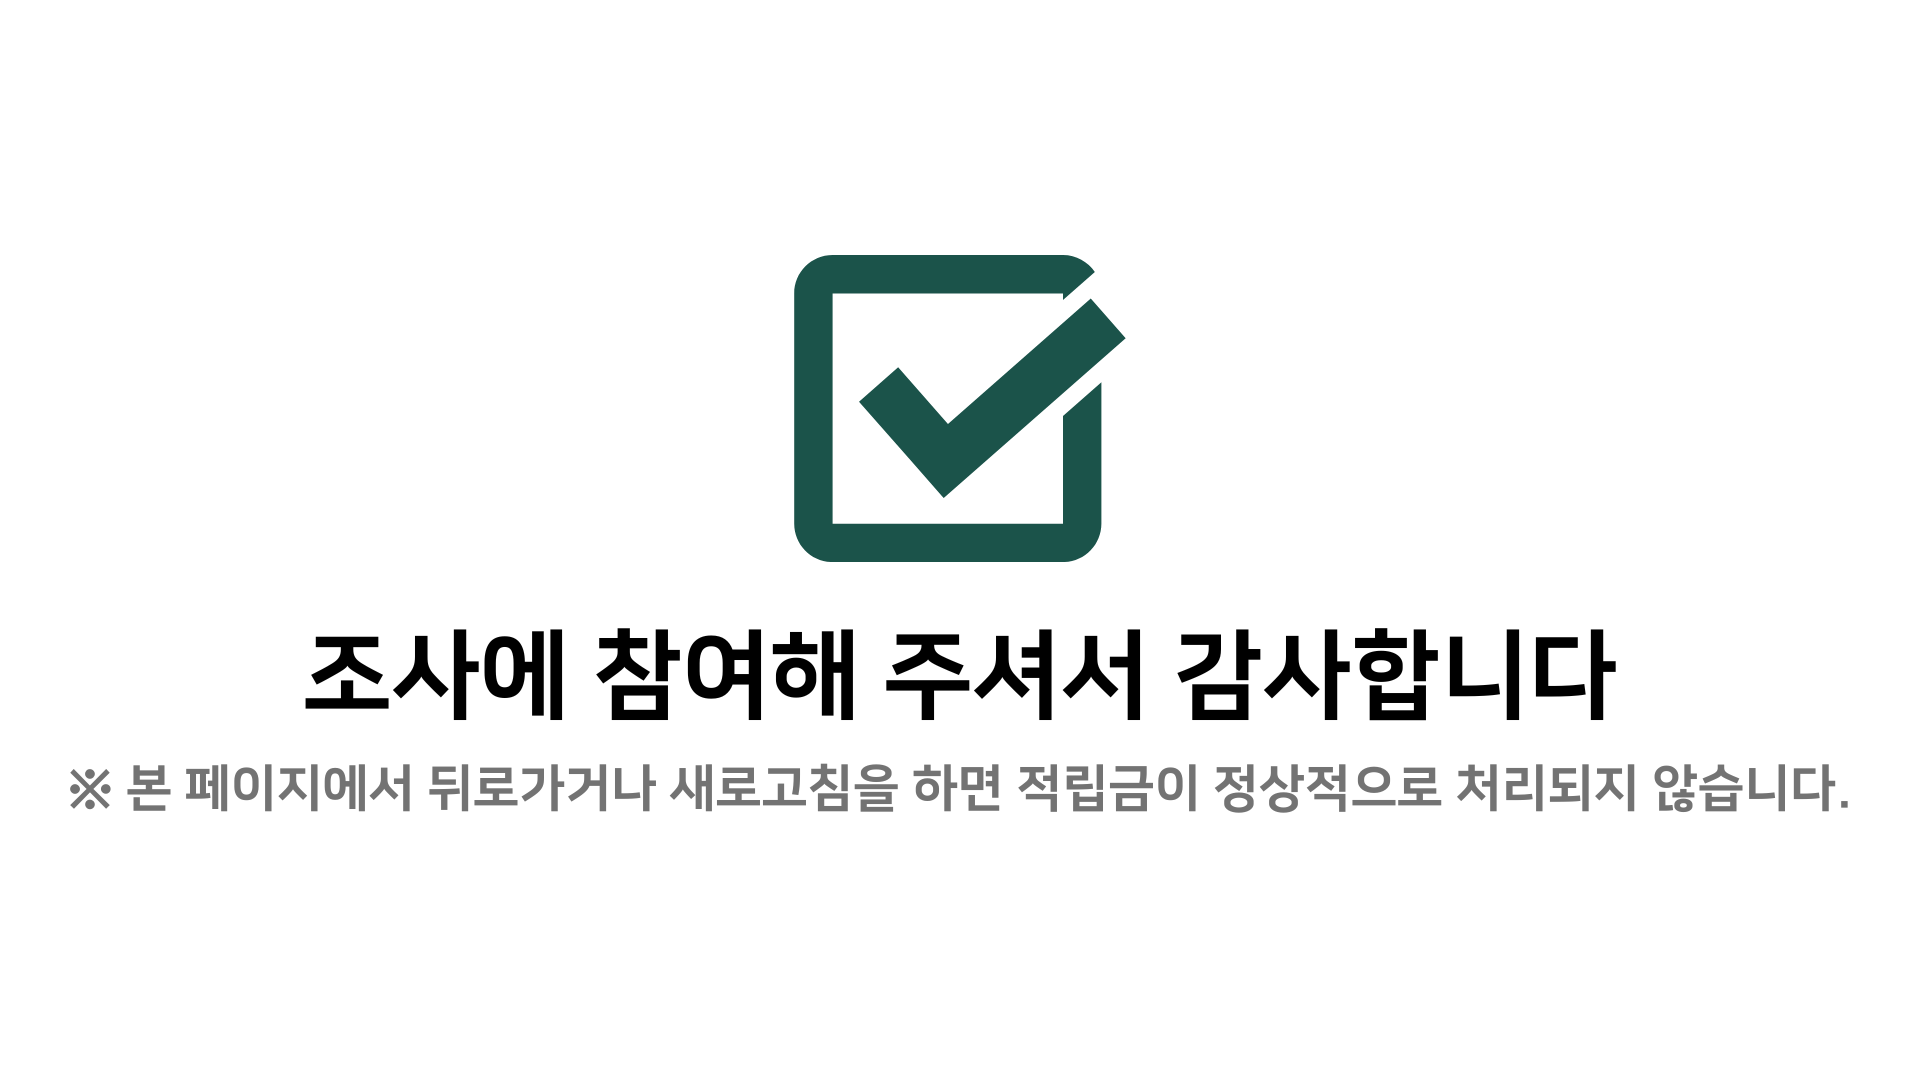 조사에 참여해 주셔서 감사합니다
※ 본 페이지에서 뒤로가거나 새로고침을 하면 적립금이 정상적으로 처리되지 않습니다.